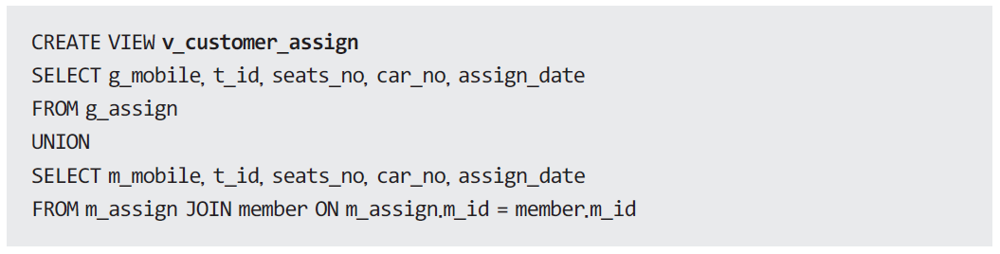 CREATE VIEW v_customer_assign
SELECT g_mobile, t_id, seats_no, car_no, assign_date
FROM g_assign
UNION
SELECT m_mobile, t_id, seats_no, car_no, assign_date
FROM m_assign JOIN member ON m_assign.m_id = member.m_id